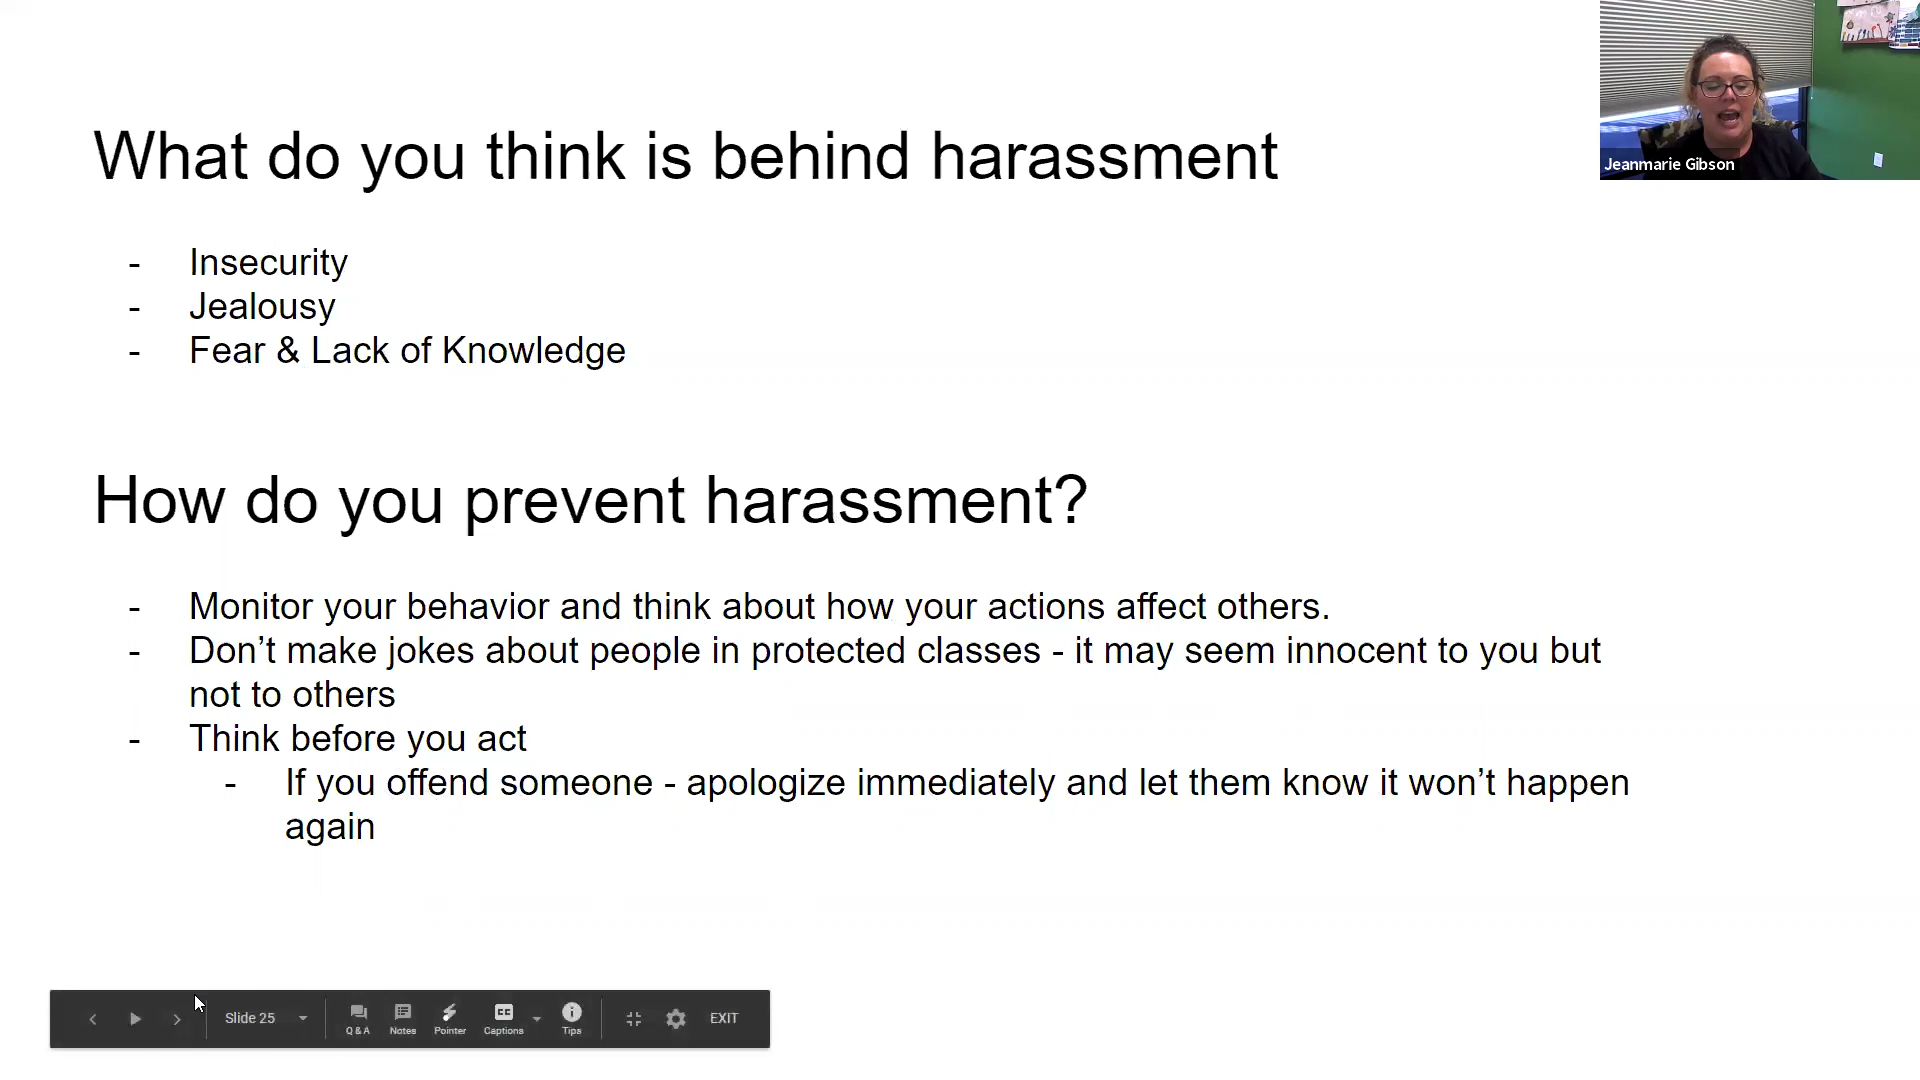 What do you think is behind harassment
- Insecurity
- Jealousy
- Fear & Lack of Knowledge
How do you prevent harassment?
- Monitor your behavior and think about how your actions affect others.
- Don’t make jokes about people in protected classes - it may seem innocent to you but
not to others
- Think before you act
- If you offend someone - apologize immediately and let them know it won’t happen
again
Jeanmarie Gibson
Slide 25
Q & A
Notes
Pointer
CC
Captions
Tips
EXIT